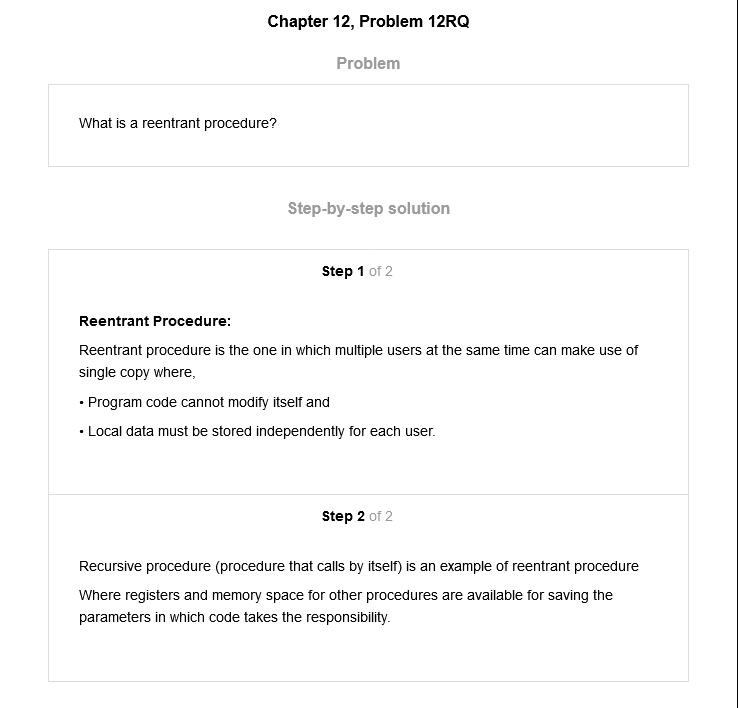 Chapter 12, Problem 12RQ
Problem
What is a reentrant procedure?
Step-by-step solution
Step 1 of 2
Reentrant Procedure:
Reentrant procedure is the one in which multiple users at the same time can make use of
single copy where,
• Program code cannot modify itself and
• Local data must be stored independently for each user.
Step 2 of 2
Recursive procedure (procedure that calls by itself) is an example of reentrant procedure
Where registers and memory space for other procedures are available for saving the
parameters in which code takes the responsibility.